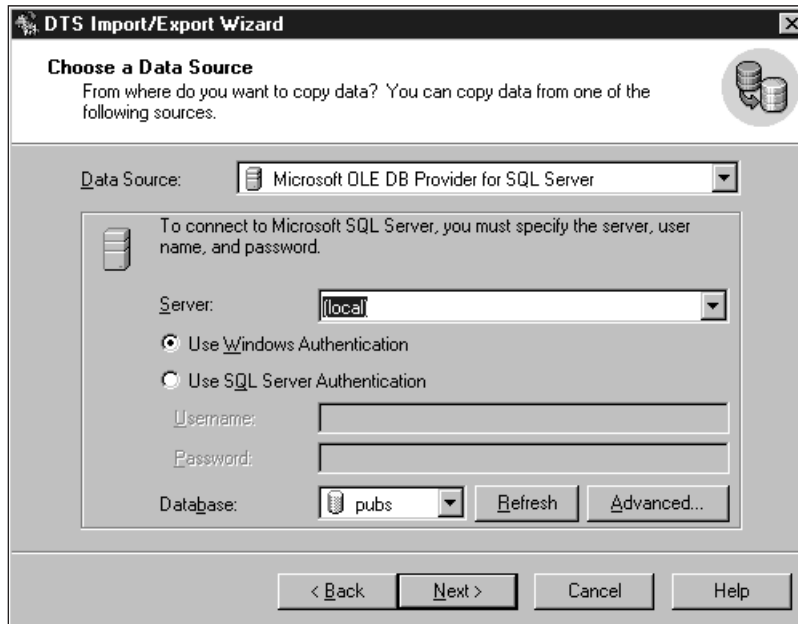 DTS Import/Export Wizard
Choose a Data Source
From where do you want to copy data? You can copy data from one of the
following sources.
Data Source: Microsoft OLE DB Provider for SQL Server
To connect to Microsoft SQL Server, you must specify the server, user
name, and password.
Server: (local)
Use Windows Authentication
Use SQL Server Authentication
Username:
Password:
Database: pubs Refresh Advanced...
< Back Next > Cancel Help